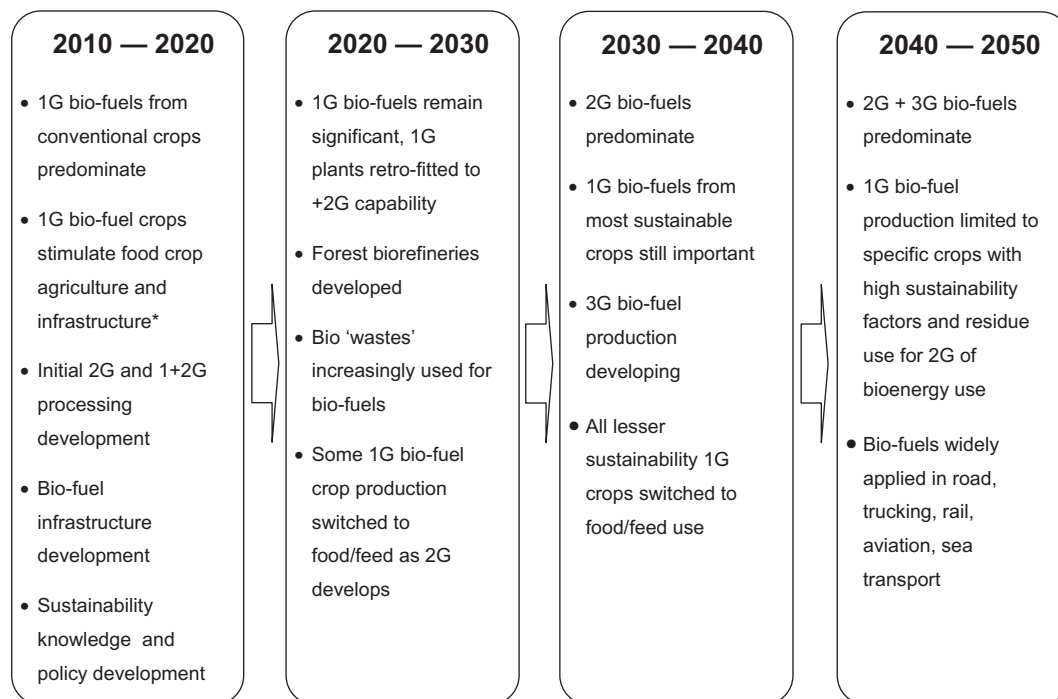 2010 — 2020
• 1G bio-fuels from
conventional crops
predominate
• 1G bio-fuel crops
stimulate food crop
agriculture and
infrastructure*
• Initial 2G and 1+2G
processing
development
• Bio-fuel
infrastructure
development
• Sustainability
knowledge and
policy development
2020 — 2030
• 1G bio-fuels remain
significant, 1G
plants retro-fitted to
+2G capability
• Forest biorefineries
developed
• Bio ‘wastes’
increasingly used for
bio-fuels
• Some 1G bio-fuel
crop production
switched to
food/feed as 2G
develops
2030 — 2040
• 2G bio-fuels
predominate
• 1G bio-fuels from
most sustainable
crops still important
• 3G bio-fuel
production
developing
• All lesser
sustainability 1G
crops switched to
food/feed use
2040 — 2050
• 2G + 3G bio-fuels
predominate
• 1G bio-fuel
production limited to
specific crops with
high sustainability
factors and residue
use for 2G of
bioenergy use
• Bio-fuels widely
applied in road,
trucking, rail,
aviation, sea
transport